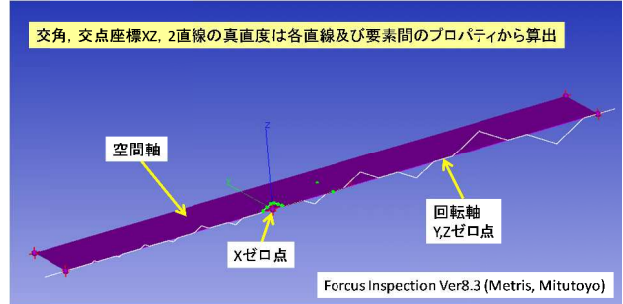 交角，交点座標XZ，2直線の真直度は各直線及び要素間のプロパティから算出
Z
空間軸
Xゼロ点
回転軸
Y,Zゼロ点
Forcus Inspection Ver8.3 (Metris, Mitutoyo)